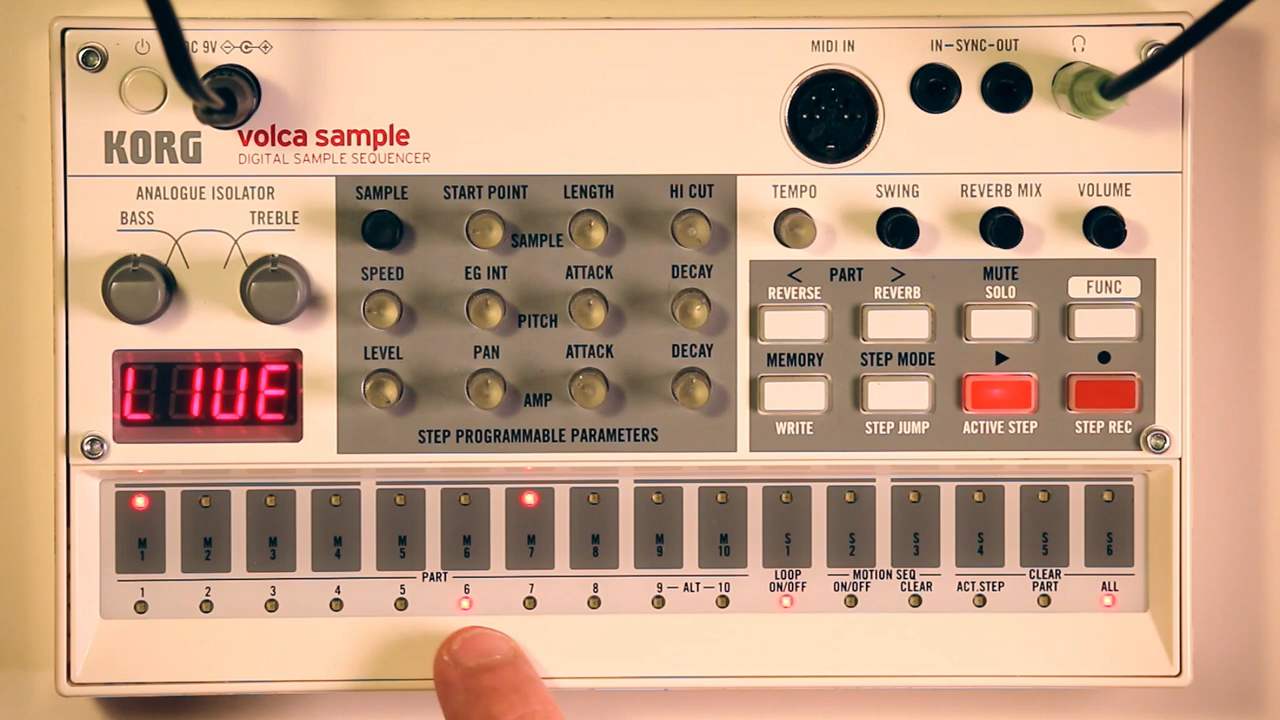 DC 9V
MIDI IN
IN-SYNC-OUT
KORG
volca sample
DIGITAL SAMPLE SEQUENCER
ANALOGUE ISOLATOR
BASS TREBLE
SAMPLE START POINT LENGTH HI CUT
SAMPLE
SPEED EG INT ATTACK DECAY
PITCH
LEVEL PAN ATTACK DECAY
AMP
STEP PROGRAMMABLE PARAMETERS
TEMPO SWING REVERB MIX VOLUME
< PART > MUTE
REVERSE REVERB SOLO FUNC
MEMORY STEP MODE
WRITE STEP JUMP ACTIVE STEP STEP REC
LIVE
M M M M M M M M M M S S S S S S
1 2 3 4 5 6 7 8 9 10 1 2 3 4 5 6
PART LOOP MOTION SEQ CLEAR
1 2 3 4 5 6 7 8 9 — ALT — 10 ON/OFF ON/OFF CLEAR ACT.STEP PART ALL